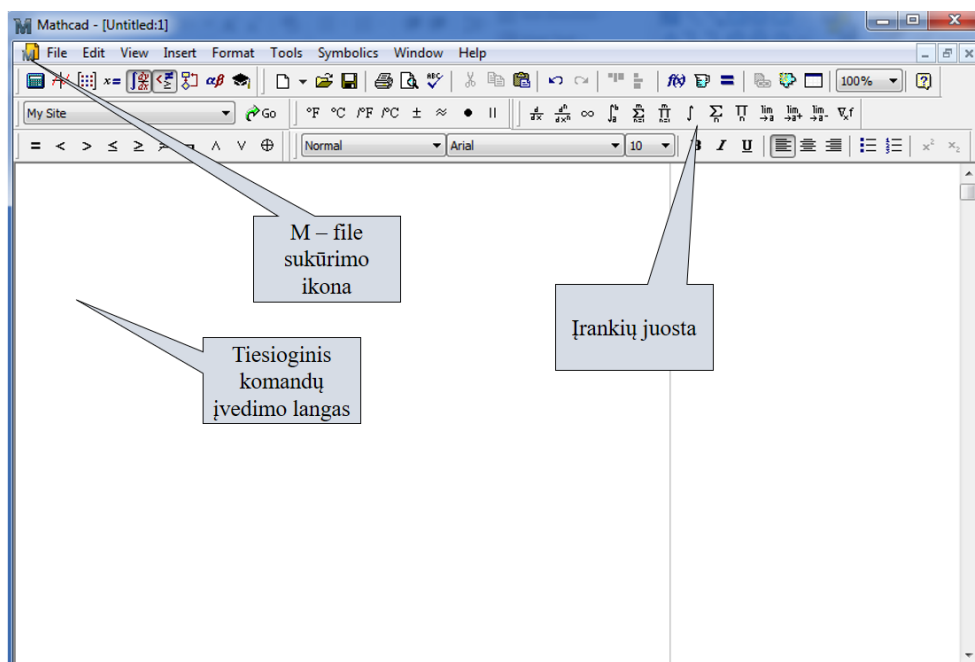 Mathcad - [Untitled:1]
File Edit View Insert Format Tools Symbolics Window Help
100%
My Site Go °F °C
Normal Arial 10 B I U
M – file
sukūrimo
ikona
Įrankių juosta
Tiesioginis
komandų
įvedimo langas